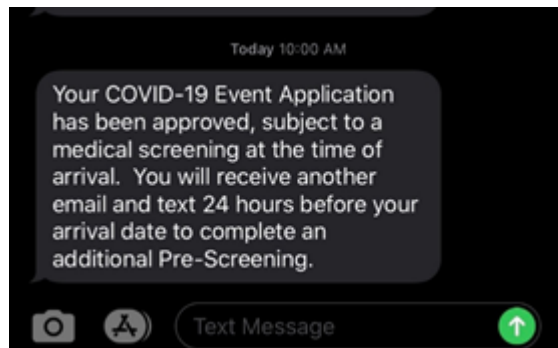 Today 10:00 AM
Your COVID-19 Event Application
has been approved, subject to a
medical screening at the time of
arrival.  You will receive another
email and text 24 hours before your
arrival date to complete an
additional Pre-Screening.
Text Message